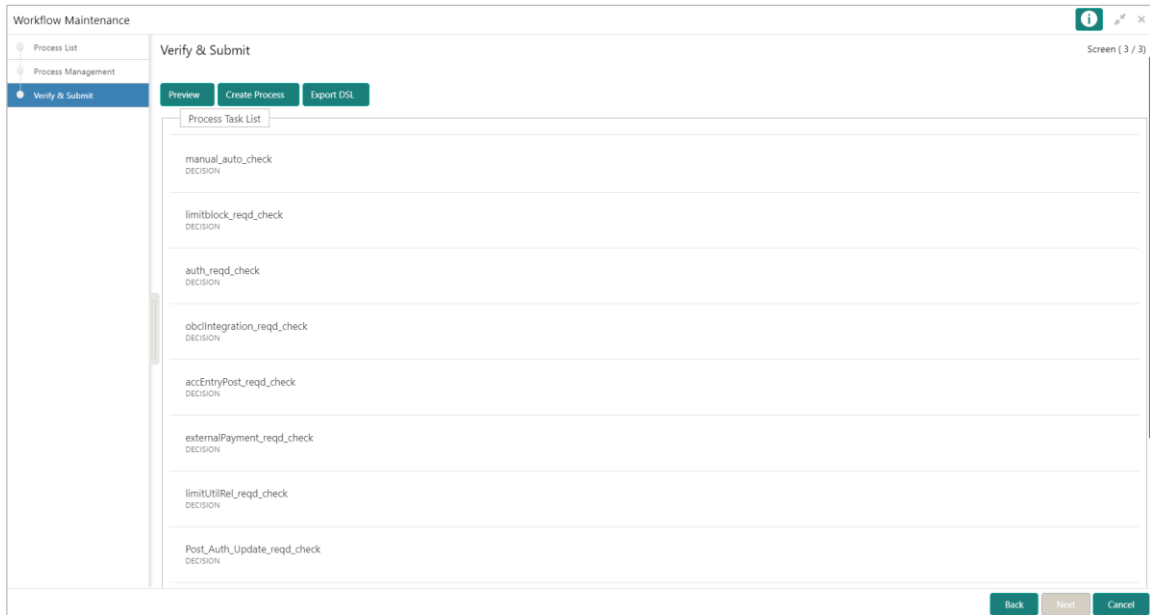 Workflow Maintenance
Process List
Process Management
Verify & Submit
Verify & Submit
Screen ( 3 / 3)
Preview
Create Process
Export DSL
Process Task List
manual_auto_check
DECISION
limitblock_reqd_check
DECISION
auth_reqd_check
DECISION
obclIntegration_reqd_check
DECISION
accEntryPost_reqd_check
DECISION
externalPayment_reqd_check
DECISION
limitUtilRel_reqd_check
DECISION
Post_Auth_Update_reqd_check
DECISION
Back
Next
Cancel